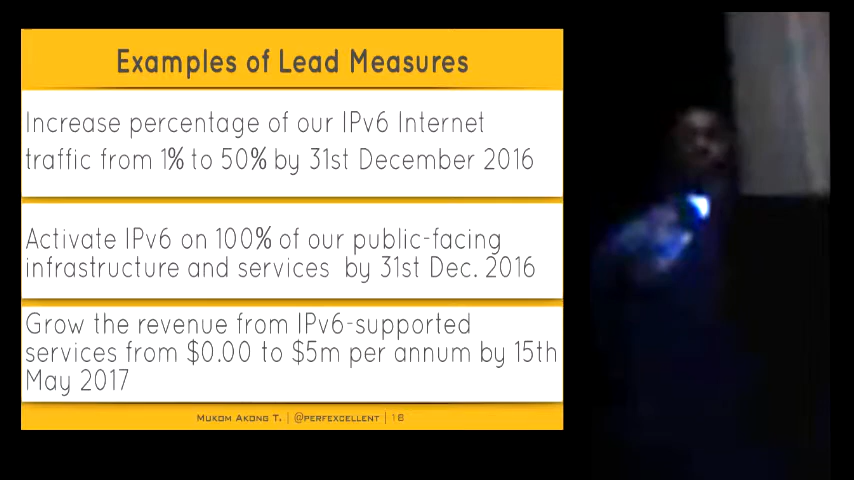 Examples of Lead Measures
Increase percentage of our IPv6 Internet
traffic from 1% to 50% by 31st December 2016
Activate IPv6 on 100% of our public-facing
infrastructure and services by 31st Dec. 2016
Grow the revenue from IPv6-supported
services from $0.00 to $5m per annum by 15th
May 2017
Mukom Akong T. | @perfexcellent | 18